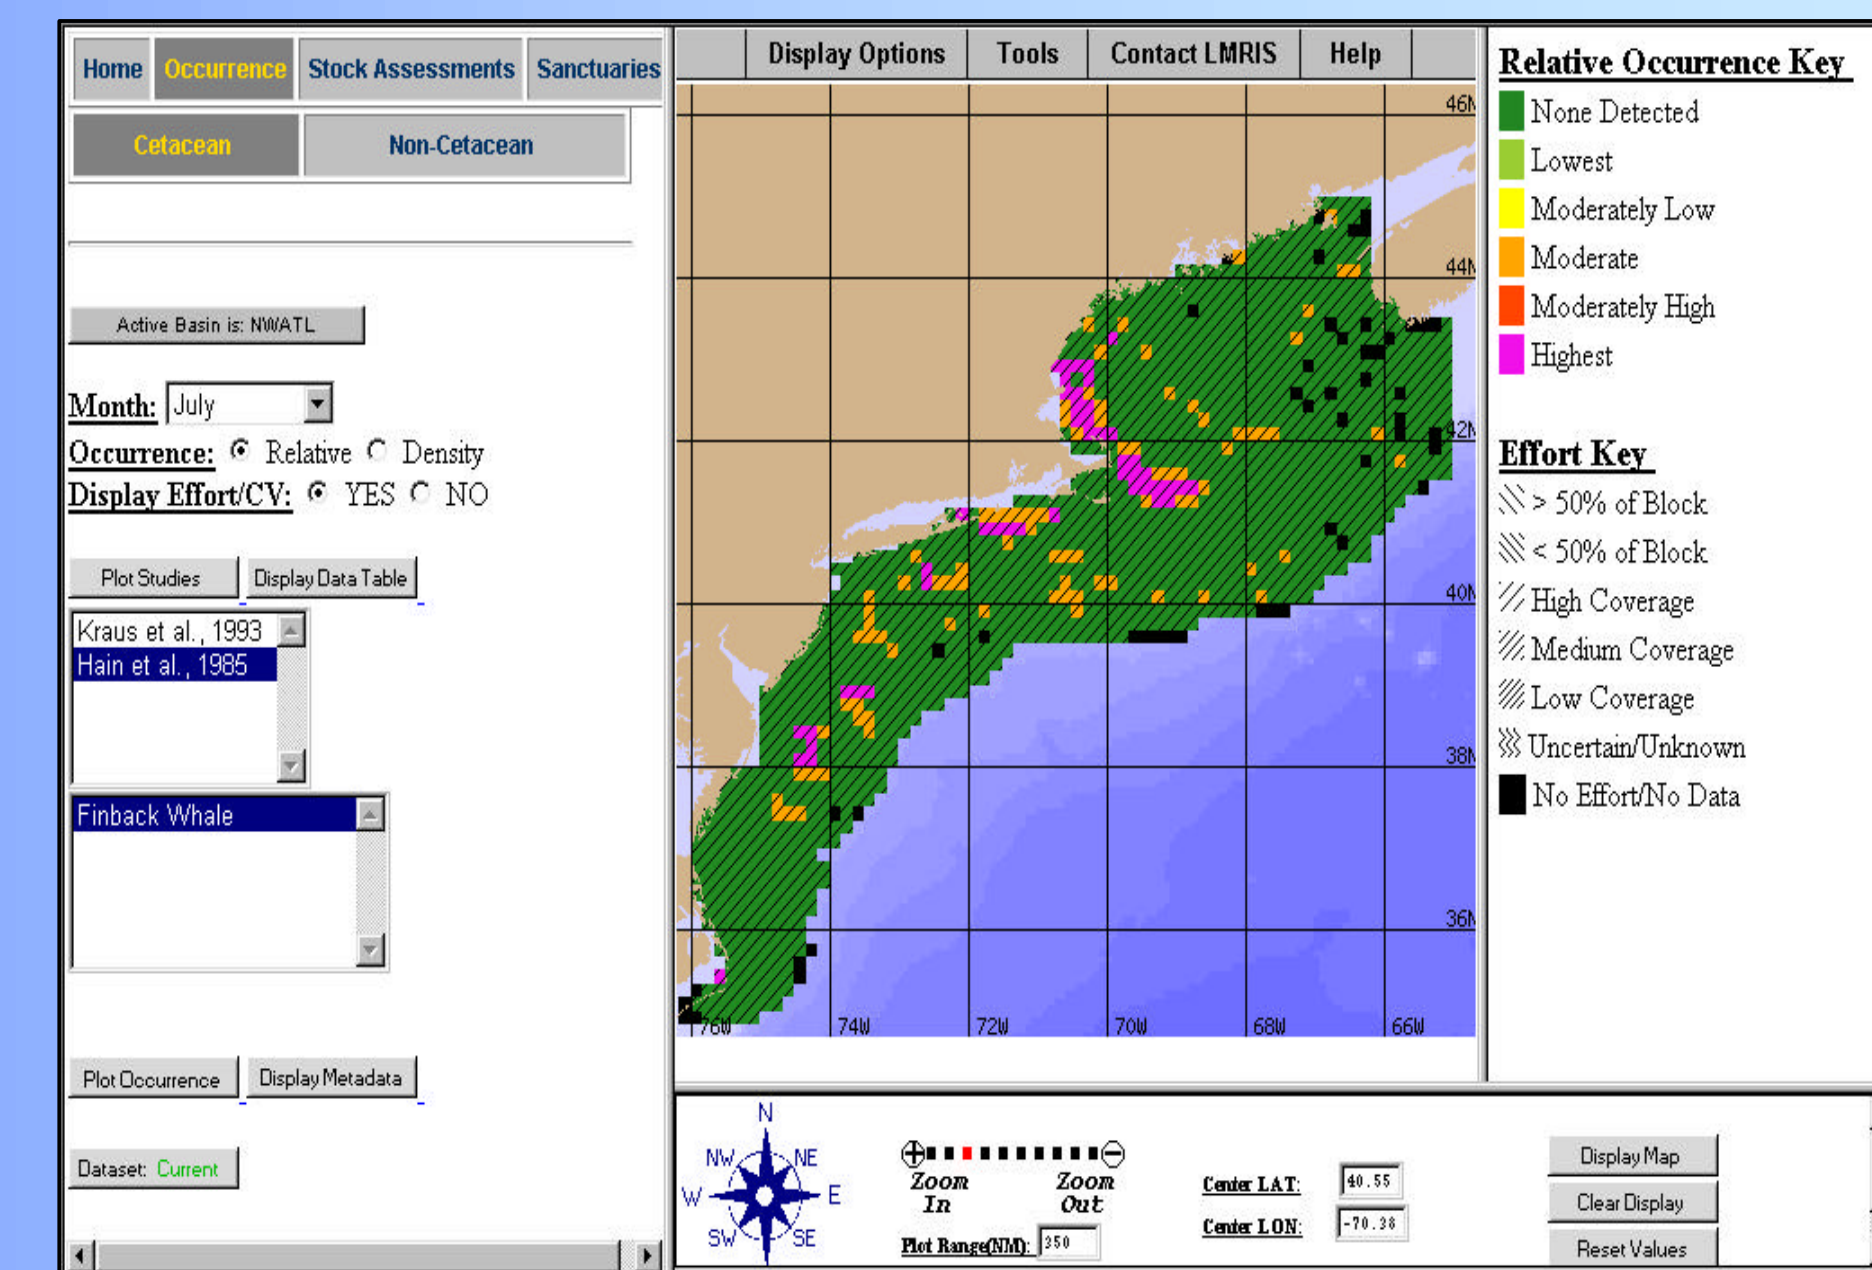 Home Occurrence Stock Assessments Sanctuaries
Cetacean Non-Cetacean
Active Basin is: NWATL
Month: July
Occurrence: Relative Density
Display Effort/CV: YES NO
Plot Studies Display Data Table
Kraus et al., 1993
Hain et al., 1985
Finback Whale
Plot Occurrence Display Metadata
Dataset: Current
Display Options Tools Contact LMRIS Help
46N
44N
42N
40N
38N
36N
76W 74W 72W 70W 68W 66W
Relative Occurrence Key
None Detected
Lowest
Moderately Low
Moderate
Moderately High
Highest
Effort Key
> 50% of Block
< 50% of Block
High Coverage
Medium Coverage
Low Coverage
Uncertain/Unknown
No Effort/No Data
N
NW NE
W E
SW SE
Zoom In Zoom Out
Plot Range(NM): 350
Center LAT: 40.55
Center LON: -70.38
Display Map
Clear Display
Reset Values